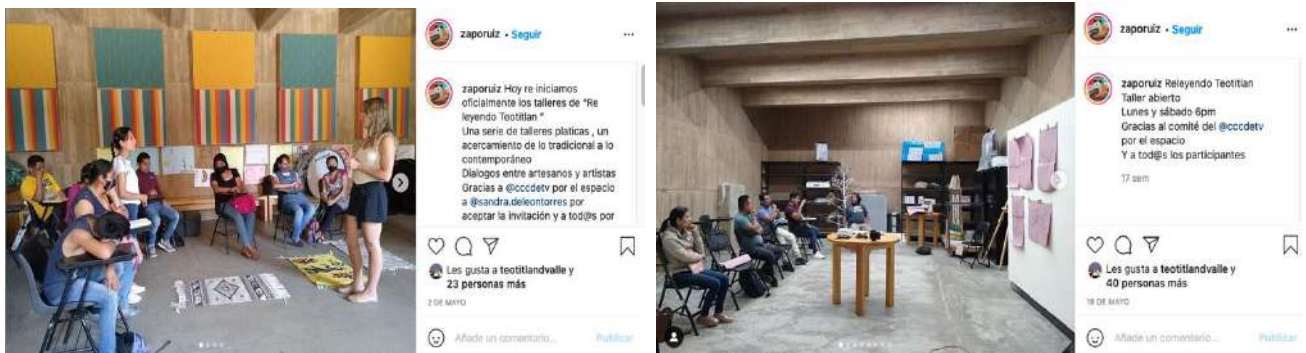 zaporuiz • Seguir
zaporuiz Hoy re iniciamos
oficialmente los talleres de "Re
leyendo Teotitlan "
Una serie de talleres platicas , un
acercamiento de lo tradicional a lo
contemporáneo
Dialogos entre artesanos y artistas
Gracias a @cccdetv por el espacio
a @sandra.deleontorres por
aceptar la invitación y a tod@s por
Les gusta a teotitlandvalle y
23 personas más
2 DE MAYO
Añade un comentario...
Publicar
zaporuiz • Seguir
zaporuiz Releyendo Teotitlan
Taller abierto
Lunes y sábado 6pm
Gracias al comité del @cccdetv
por el espacio
Y a tod@s los participantes
17 sem
Les gusta a teotitlandvalle y
40 personas más
18 DE MAYO
Añade un comentario...
Publicar